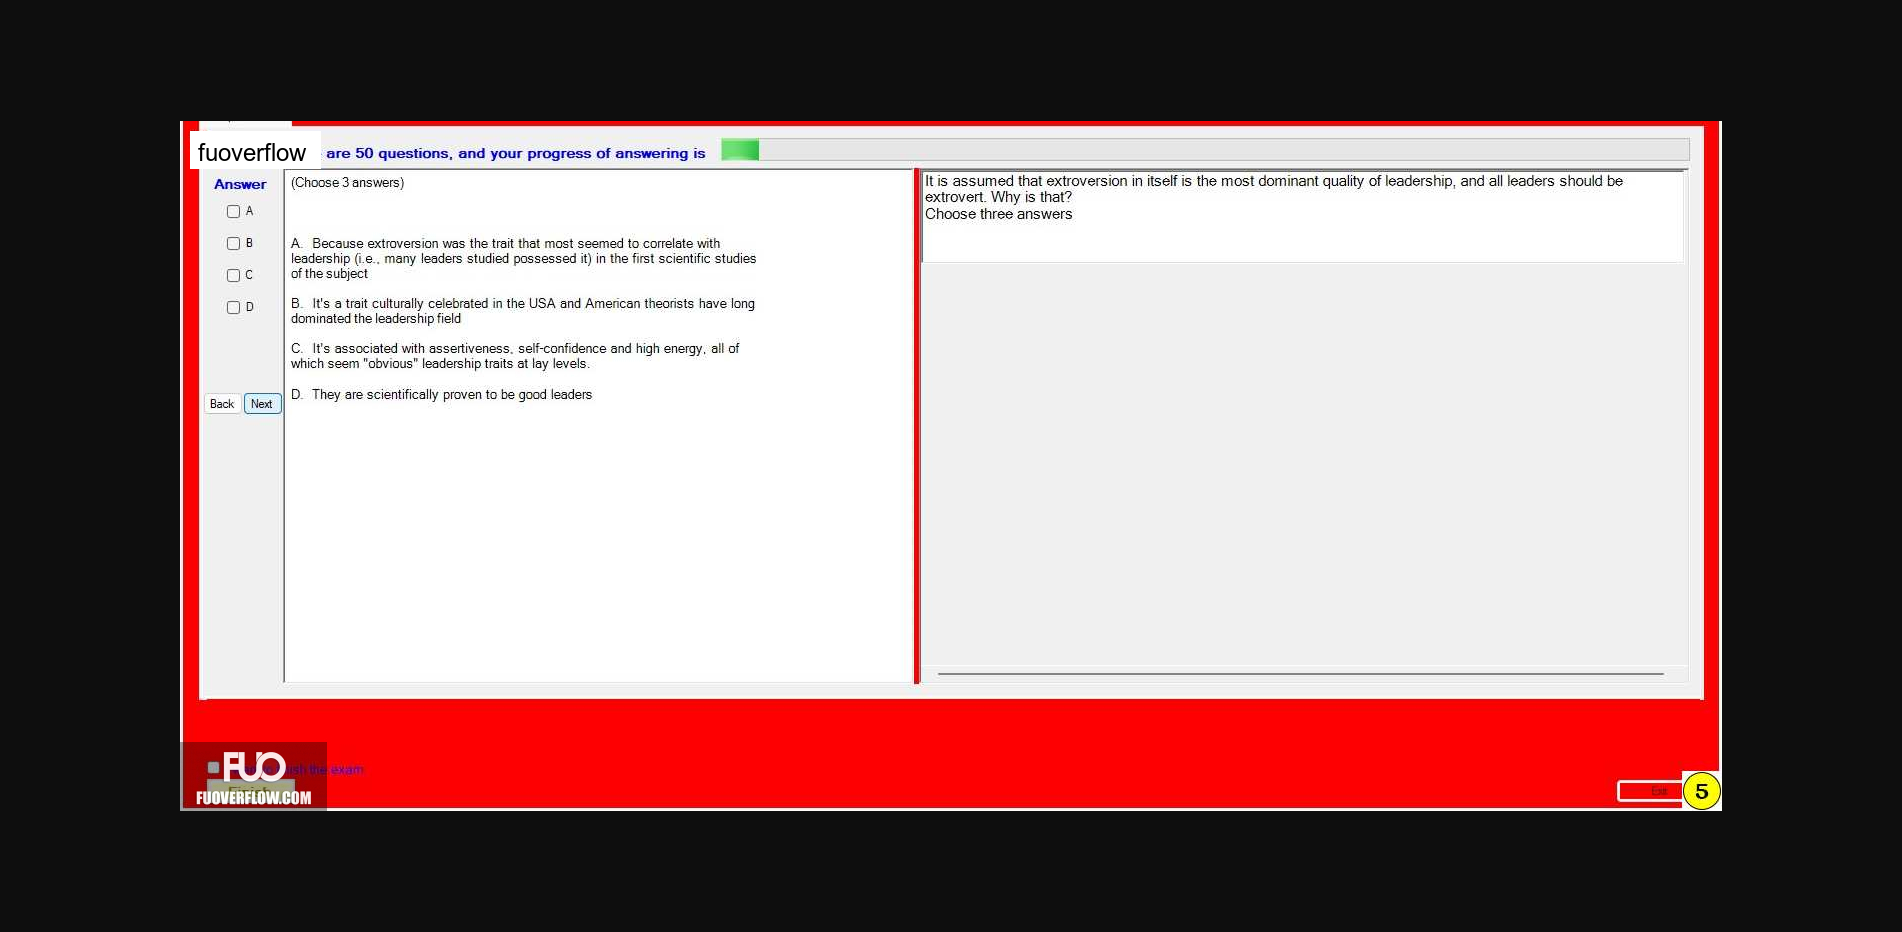 fuoverflow are 50 questions, and your progress of answering is
Answer
(Choose 3 answers)
A
B
C
D
Back Next
A. Because extroversion was the trait that most seemed to correlate with
leadership (i.e., many leaders studied possessed it) in the first scientific studies
of the subject
B. It's a trait culturally celebrated in the USA and American theorists have long
dominated the leadership field
C. It's associated with assertiveness, self-confidence and high energy, all of
which seem "obvious" leadership traits at lay levels.
D. They are scientifically proven to be good leaders
It is assumed that extroversion in itself is the most dominant quality of leadership, and all leaders should be
extrovert. Why is that?
Choose three answers
FUO
the exam
Finish
FUOVERFLOW.COM
Exit
5